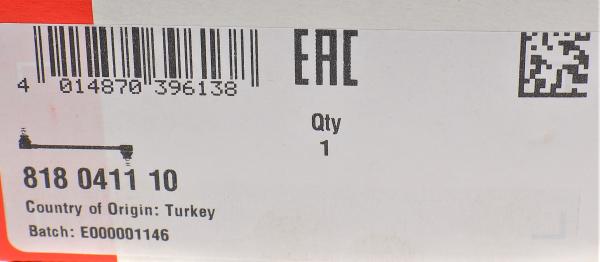 4 014870 396138
EAC
Qty
1
818 0411 10
Country of Origin: Turkey
Batch: E000001146